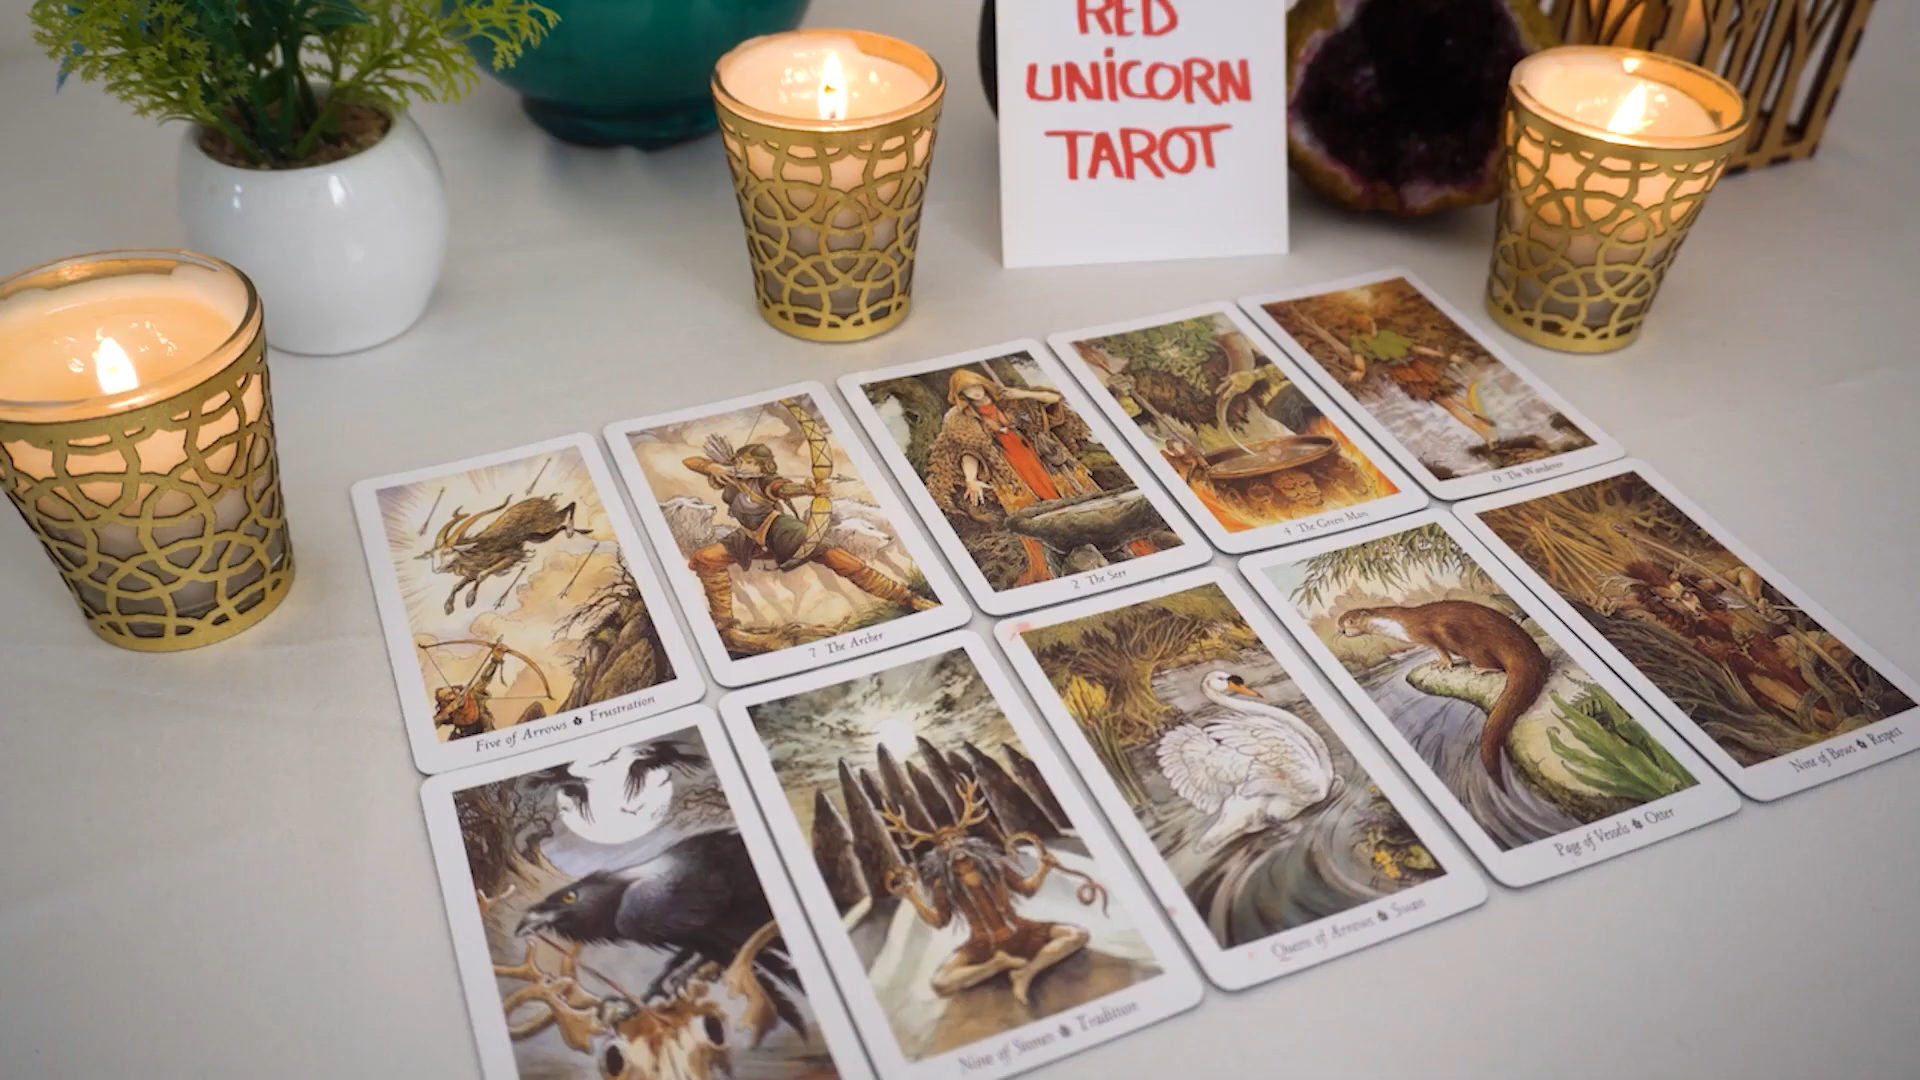 RED
UNiCORN
TAROT
Five of Arrows Frustration
7 The Archer
2 The Seer
4 The Green Man
0 The Wanderer
Nine of Stones Tradition
Queen of Arrows Swan
Page of Vessels Otter
Nine of Bows Respect